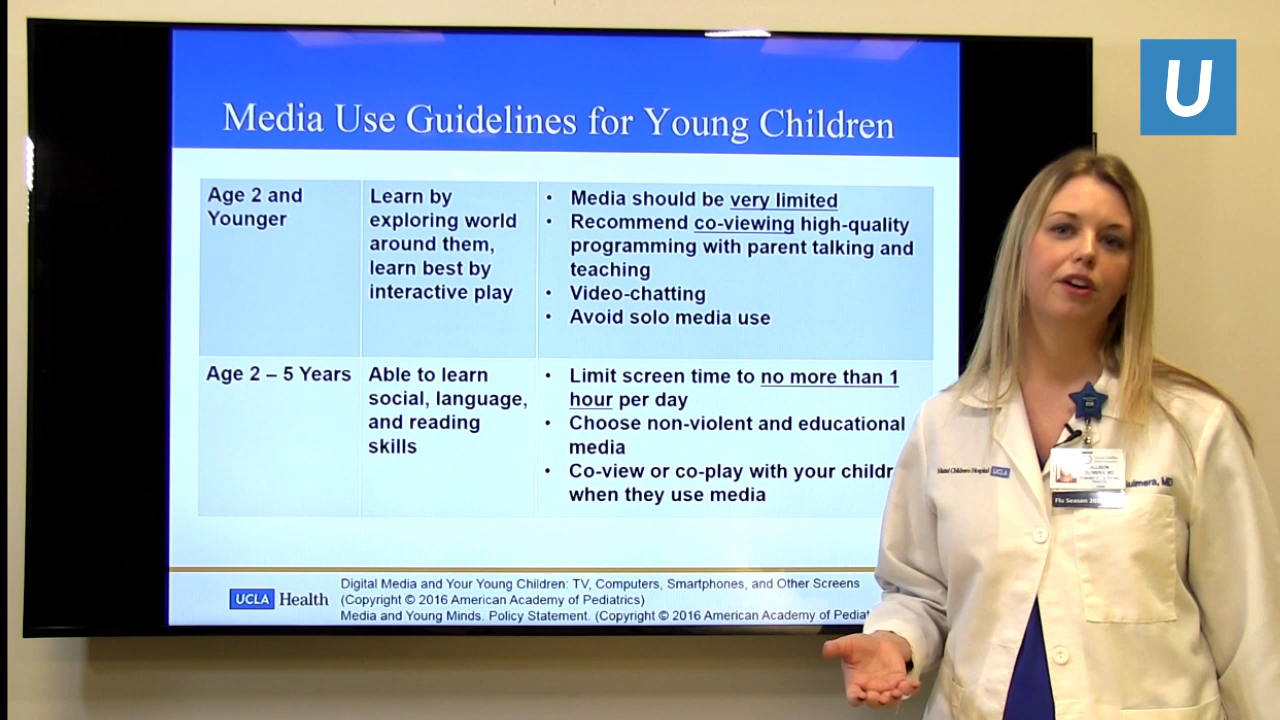 U
Media Use Guidelines for Young Children
Age 2 and
Younger
Learn by
exploring world
around them,
learn best by
interactive play
• Media should be very limited
• Recommend co-viewing high-quality
programming with parent talking and
teaching
• Video-chatting
• Avoid solo media use
Age 2 – 5 Years
Able to learn
social, language,
and reading
skills
• Limit screen time to no more than 1
hour per day
• Choose non-violent and educational
media
• Co-view or co-play with your childr
when they use media
UCLA Health
Digital Media and Your Young Children: TV, Computers, Smartphones, and Other Screens
(Copyright © 2016 American Academy of Pediatrics)
Media and Young Minds. Policy Statement. (Copyright © 2016 American Academy of Pediat
Mattel Children's Hospital UCLA
ALLISON
MD
Flu Season